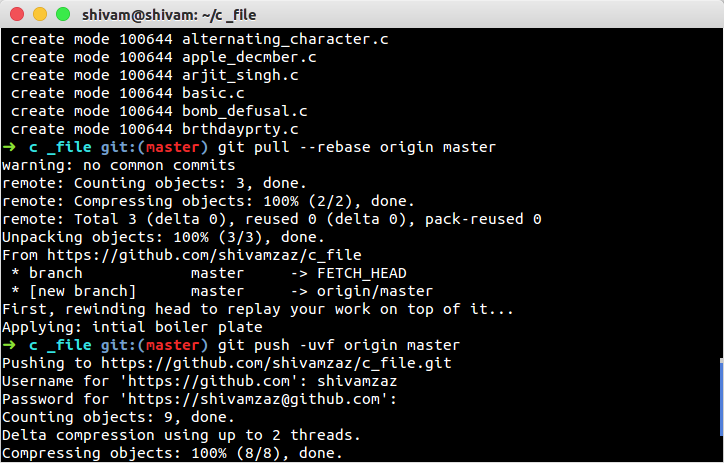 shivam@shivam: ~/c _file
create mode 100644 alternating_character.c
create mode 100644 apple_decmber.c
create mode 100644 arjit_singh.c
create mode 100644 basic.c
create mode 100644 bomb_defusal.c
create mode 100644 brthdayprty.c
➜ c _file git:(master) git pull --rebase origin master
warning: no common commits
remote: Counting objects: 3, done.
remote: Compressing objects: 100% (2/2), done.
remote: Total 3 (delta 0), reused 0 (delta 0), pack-reused 0
Unpacking objects: 100% (3/3), done.
From https://github.com/shivamzaz/c_file
* branch master -> FETCH_HEAD
* [new branch] master -> origin/master
First, rewinding head to replay your work on top of it...
Applying: intial boiler plate
➜ c _file git:(master) git push -uvf origin master
Pushing to https://github.com/shivamzaz/c_file.git
Username for 'https://github.com': shivamzaz
Password for 'https://shivamzaz@github.com':
Counting objects: 9, done.
Delta compression using up to 2 threads.
Compressing objects: 100% (8/8), done.